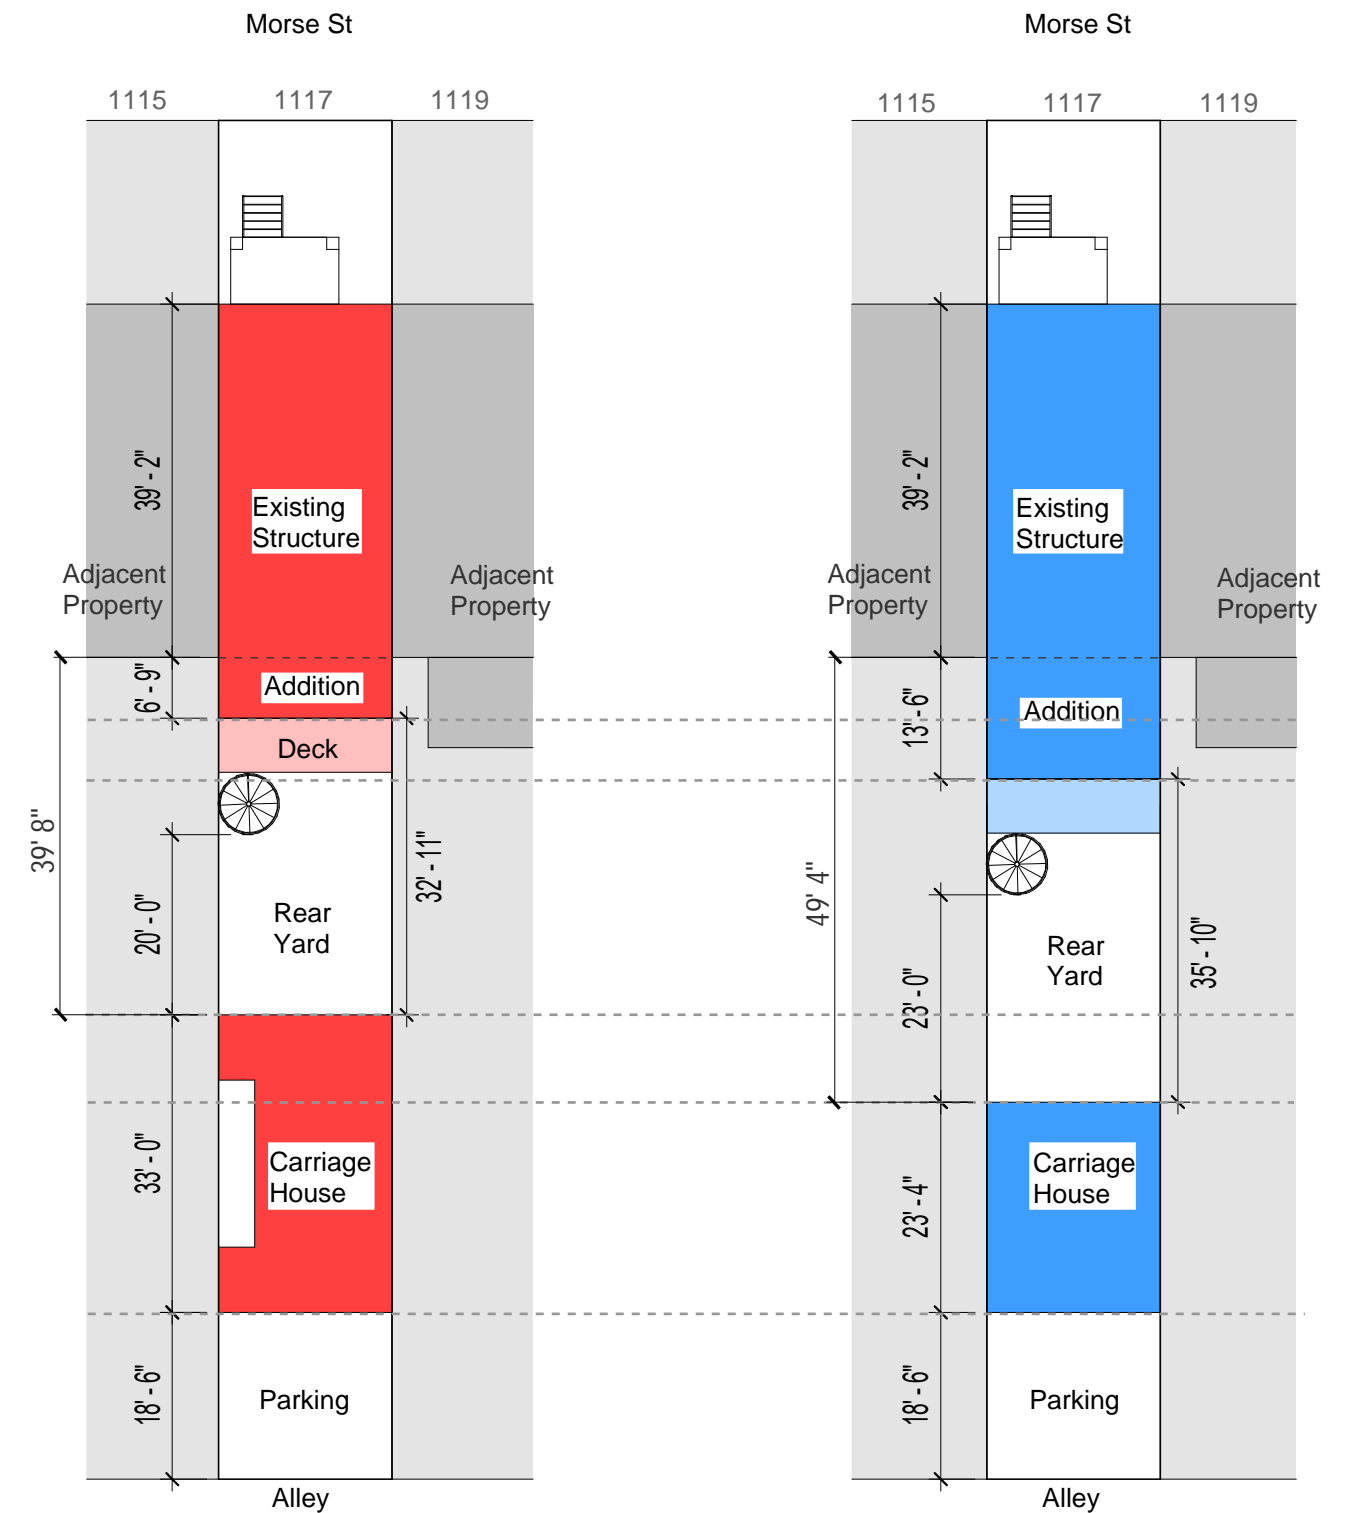 Morse St
1115 1117 1119
39' - 2"
Existing
Structure
Adjacent
Property
Adjacent
Property
6' - 9"
Addition
Deck
39' 8"
32' - 11"
20' - 0"
Rear
Yard
33' - 0"
Carriage
House
18' - 6"
Parking
Alley
Morse St
1115 1117 1119
39' - 2"
Existing
Structure
Adjacent
Property
Adjacent
Property
13' - 6"
Addition
49' 4"
35' - 10"
23' - 0"
Rear
Yard
23' - 4"
Carriage
House
18' - 6"
Parking
Alley